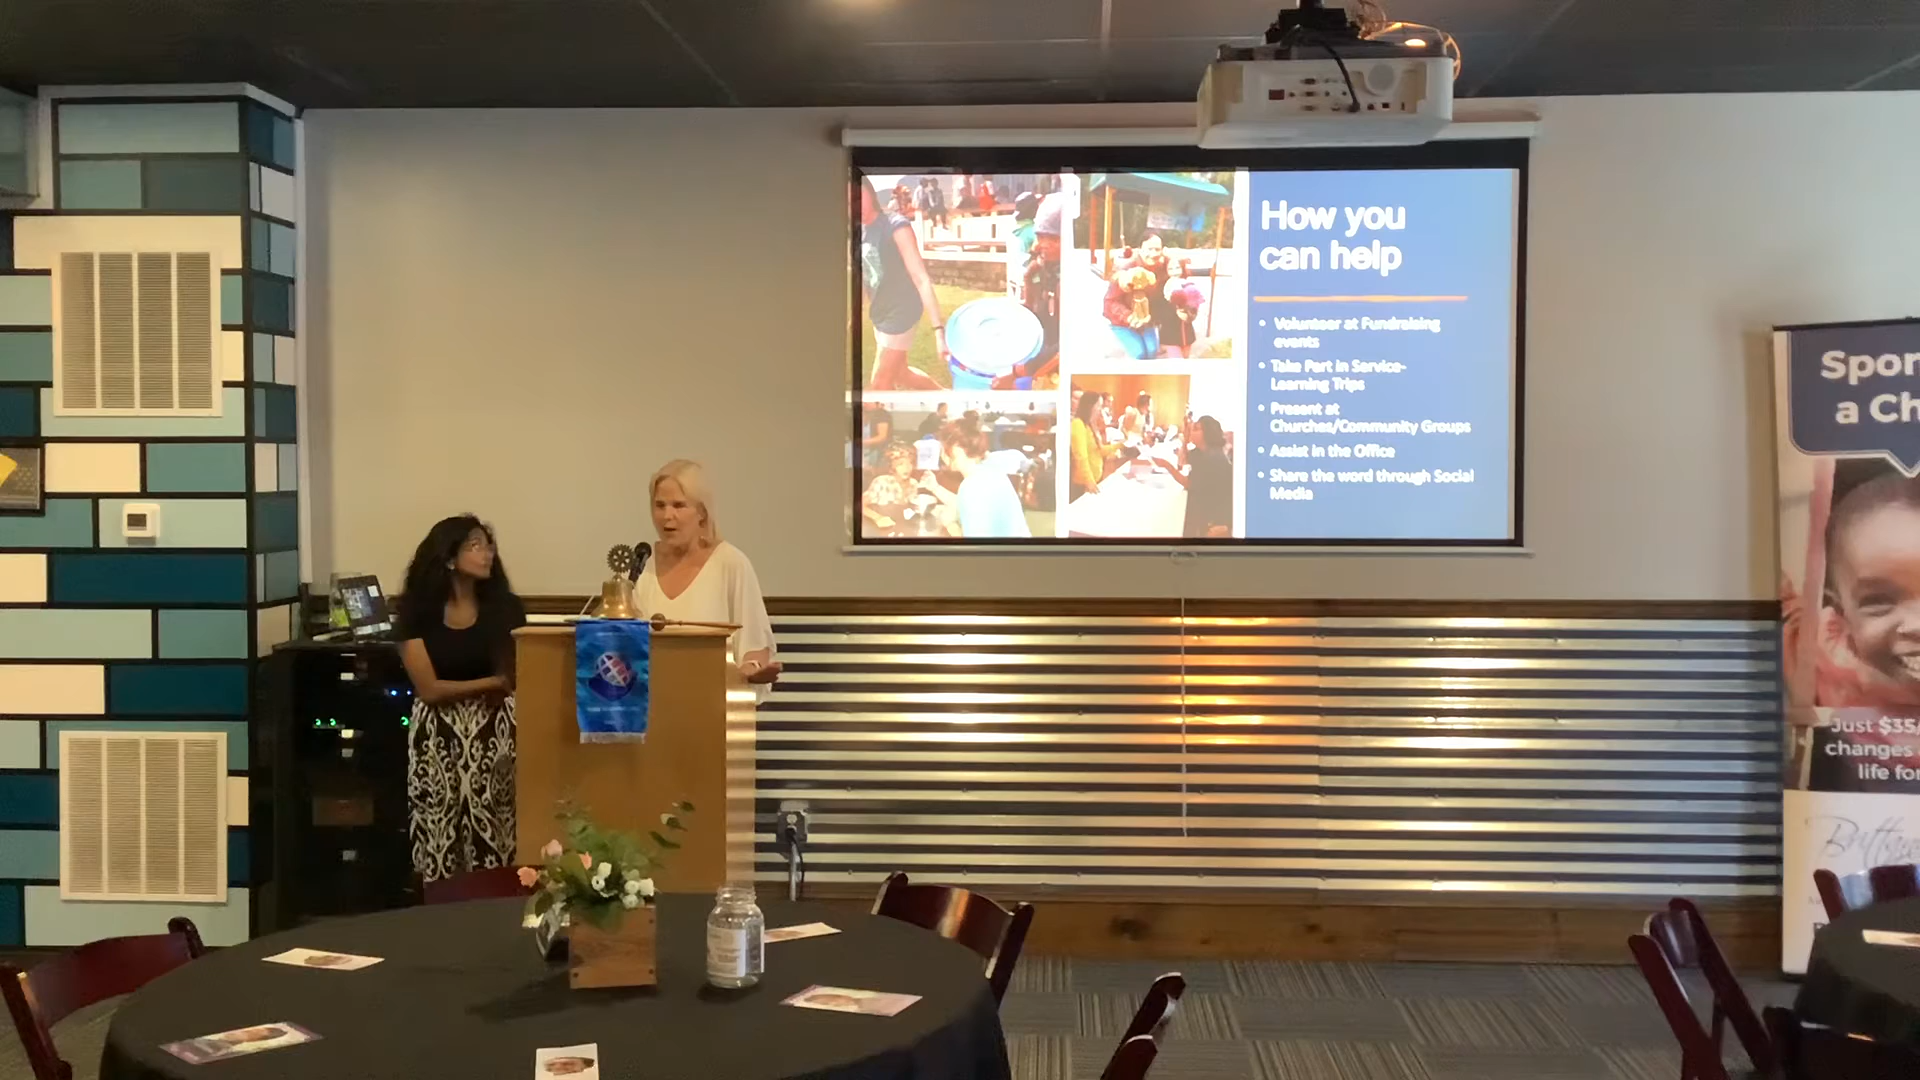 How you
can help
• Volunteer at Fundraising
events
• Take Part in Service-
Learning Trips
• Present at
Churches/Community Groups
• Assist in the Office
• Share the word through Social
Media
Spon
a Ch
Just $35/
changes
life for